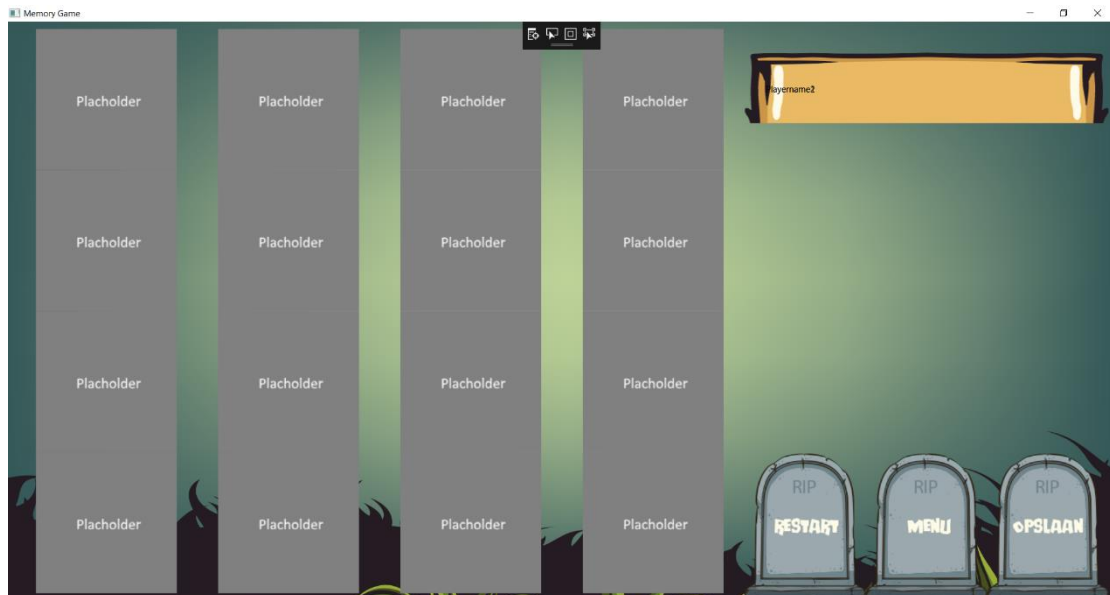 Memory Game
Placholder Placholder Placholder Placholder
Playername2
Placholder Placholder Placholder Placholder
Placholder Placholder Placholder Placholder
Placholder Placholder Placholder Placholder
RIP RIP RIP
RESTART MENU OPSLAAN